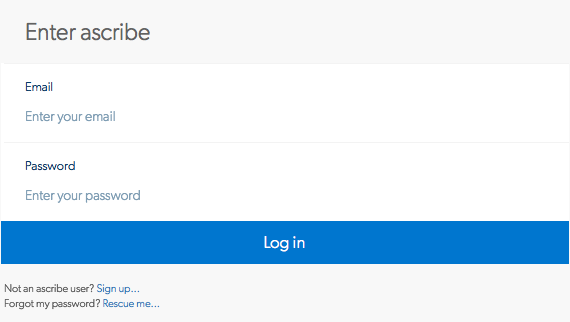 Enter ascribe
Email
Enter your email
Password
Enter your password
Log in
Not an ascribe user? Sign up...
Forgot my password? Rescue me...